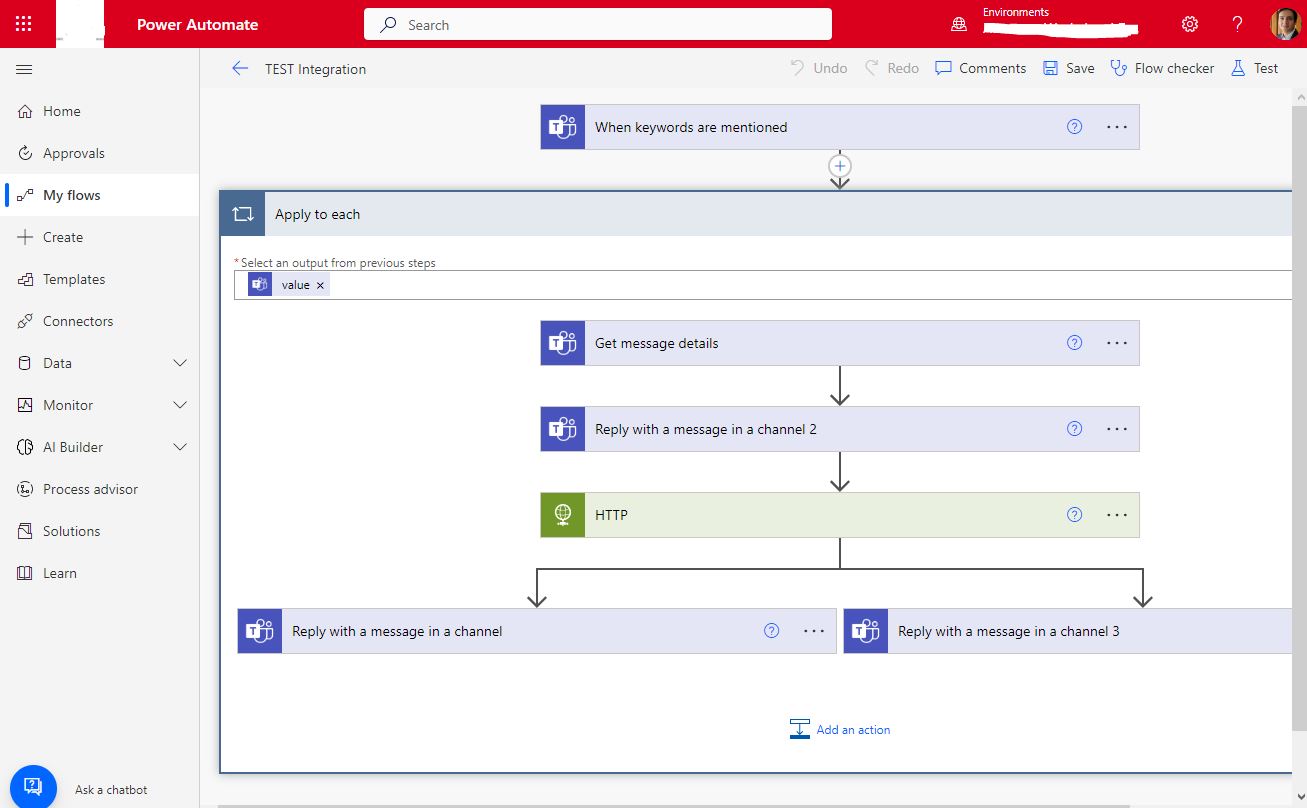 Power Automate
Search
Environments
?
TEST Integration
Undo
Redo
Comments
Save
Flow checker
Test
Home
Approvals
My flows
Create
Templates
Connectors
Data
Monitor
AI Builder
Process advisor
Solutions
Learn
Ask a chatbot
When keywords are mentioned
Apply to each
* Select an output from previous steps
value ×
Get message details
Reply with a message in a channel 2
HTTP
Reply with a message in a channel
Reply with a message in a channel 3
Add an action